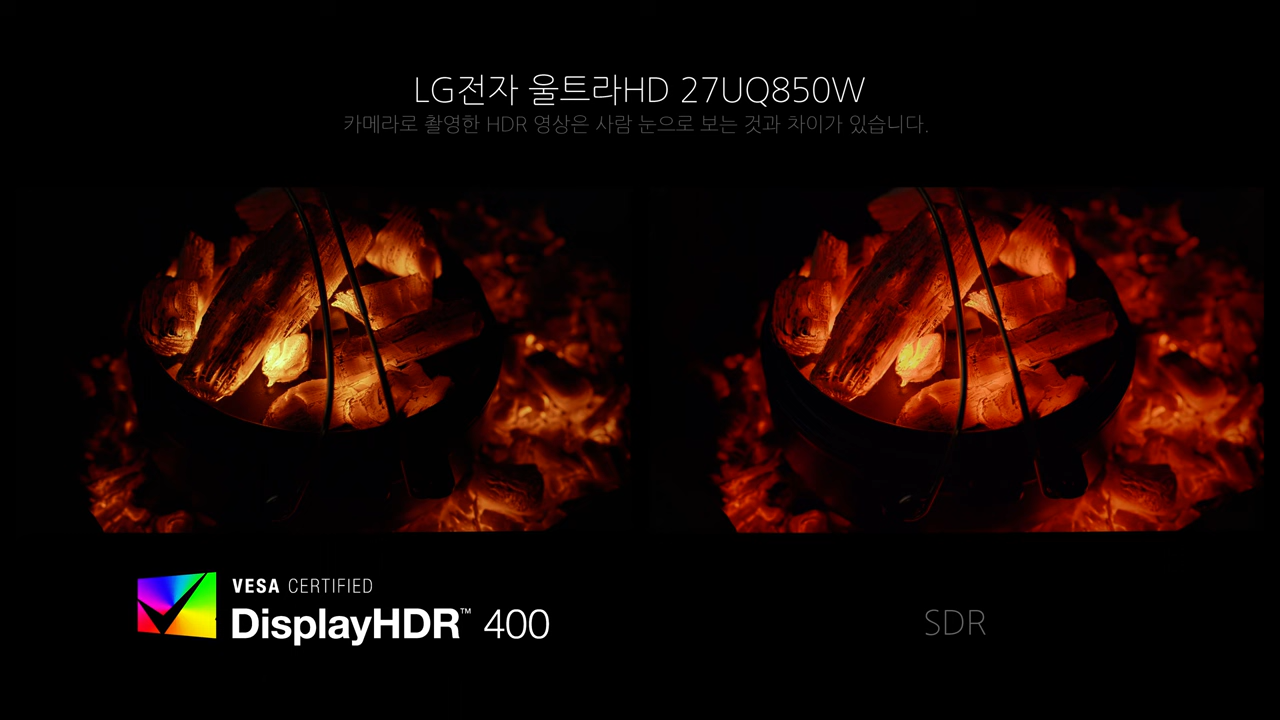 LG전자 울트라HD 27UQ850W
카메라로 촬영한 HDR 영상은 사람 눈으로 보는 것과 차이가 있습니다.
VESA CERTIFIED
DisplayHDR™ 400
SDR